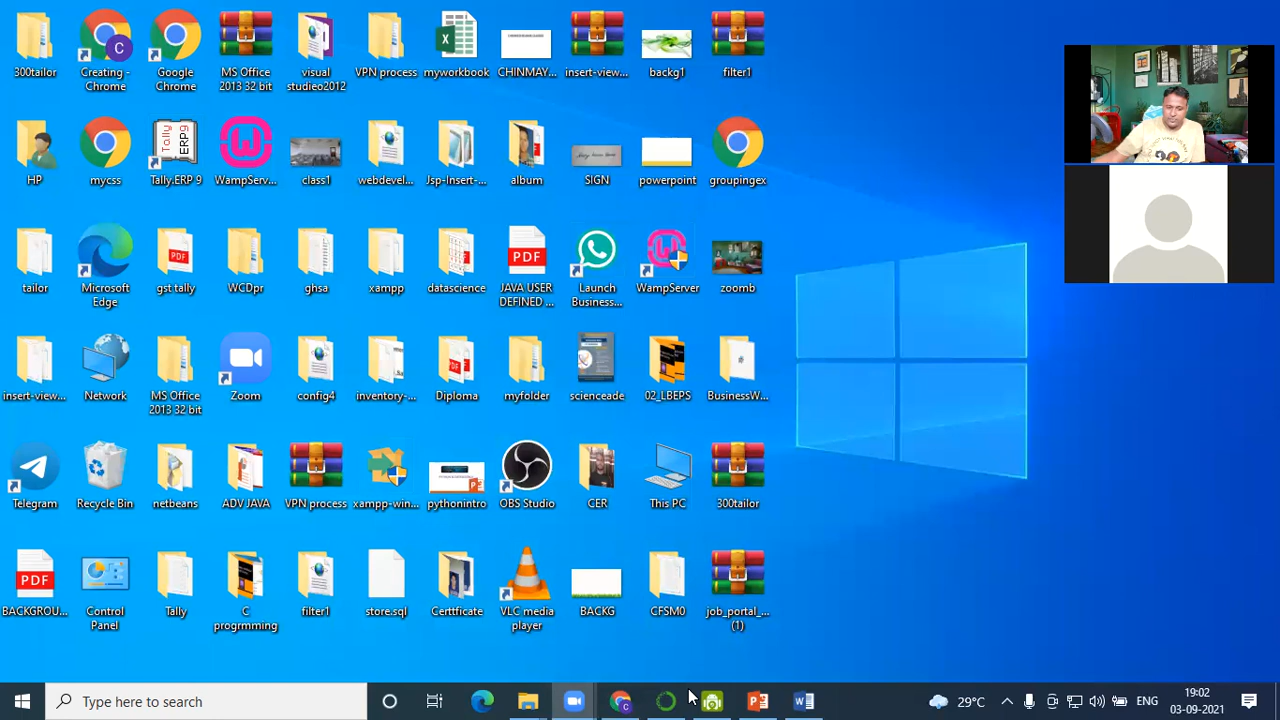 300tailor
Creating -
Chrome
Google
Chrome
MS Office
2013 32 bit
visual
studieo2012
VPN process
myworkbook
CHINMAY...
insert-view...
backg1
filter1
HP
mycss
Tally.ERP 9
WampServ...
class1
webdevel...
Jsp-Insert-...
album
SIGN
powerpoint
groupingex
tailor
Microsoft
Edge
gst tally
WCDpr
ghsa
xampp
datascience
JAVA USER
DEFINED ...
Launch
Business...
WampServer
zoomb
insert-view...
Network
MS Office
2013 32 bit
Zoom
config4
inventory-...
Diploma
myfolder
scienceade
02_LBEPS
BusinessW...
Telegram
Recycle Bin
netbeans
ADV JAVA
VPN process
xampp-win...
pythonintro
OBS Studio
CER
This PC
300tailor
BACKGROU...
Control
Panel
Tally
C
progrmming
filter1
store.sql
Certtficate
VLC media
player
BACKG
CFSM0
job_portal_...
(1)
Type here to search
29°C
ENG
19:02
03-09-2021